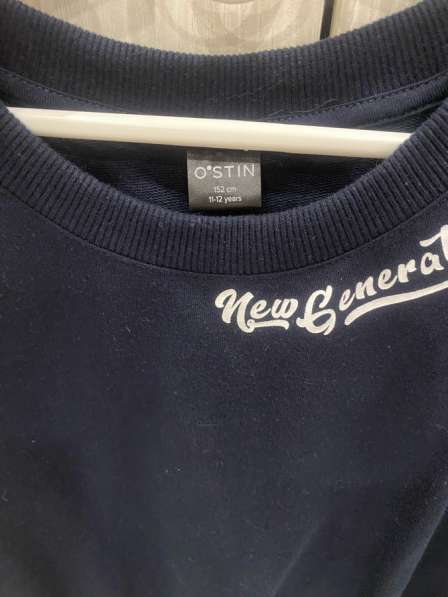 O'STIN
152 cm
11-12 years
New Generat